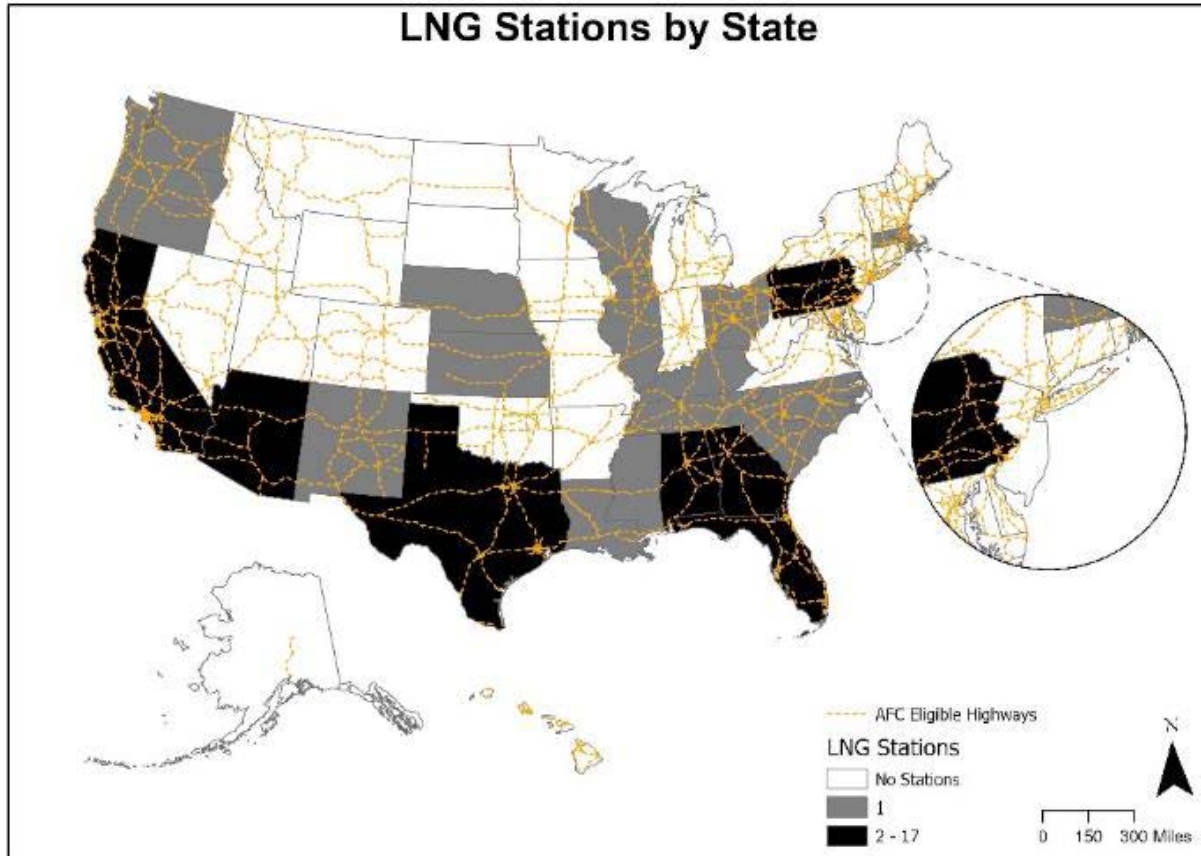 LNG Stations by State
AFC Eligible Highways
LNG Stations
No Stations
1
2 - 17
N
0 150 300 Miles